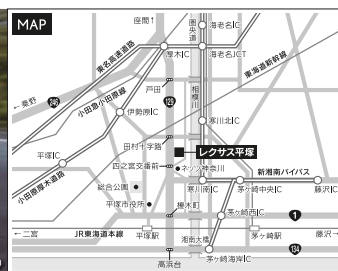 MAP
座間↑
圏央道
海老名IC
東名高速道路
厚木IC
海老名JCT
東海道新幹線
相模川
戸田
←秦野
246
129
小田急小田原線
伊勢原IC
寒川北IC
田村十字路
レクサス平塚
平塚IC
四之宮交番前
ネッツ神奈川
新湘南バイパス
小田原厚木道路
総合公園
寒川南IC
茅ヶ崎中央IC
藤沢IC
平塚市役所
榎木町
茅ヶ崎西IC
1
←二宮
JR東海道本線
平塚駅
湘南大橋
茅ヶ崎駅
藤沢→
134
高浜台
茅ヶ崎海岸IC